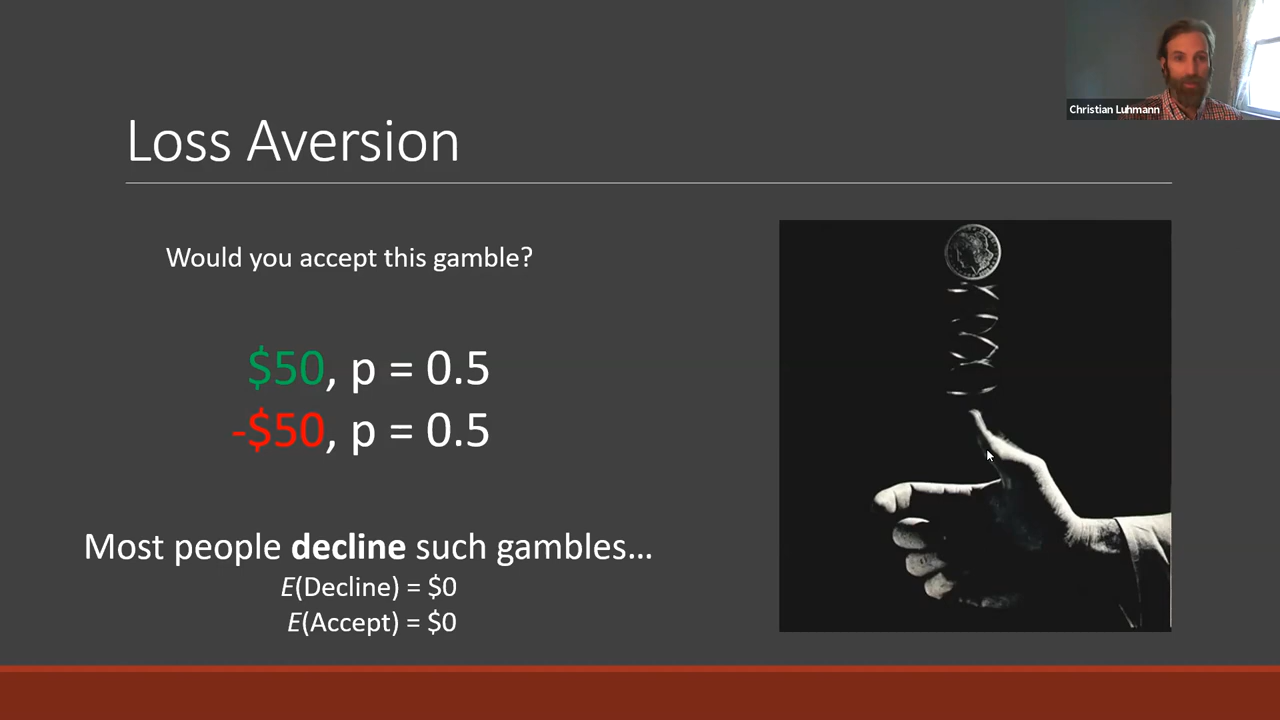 Christian Luhmann
Loss Aversion
Would you accept this gamble?
$50, p = 0.5
-$50, p = 0.5
Most people decline such gambles…
E(Decline) = $0
E(Accept) = $0